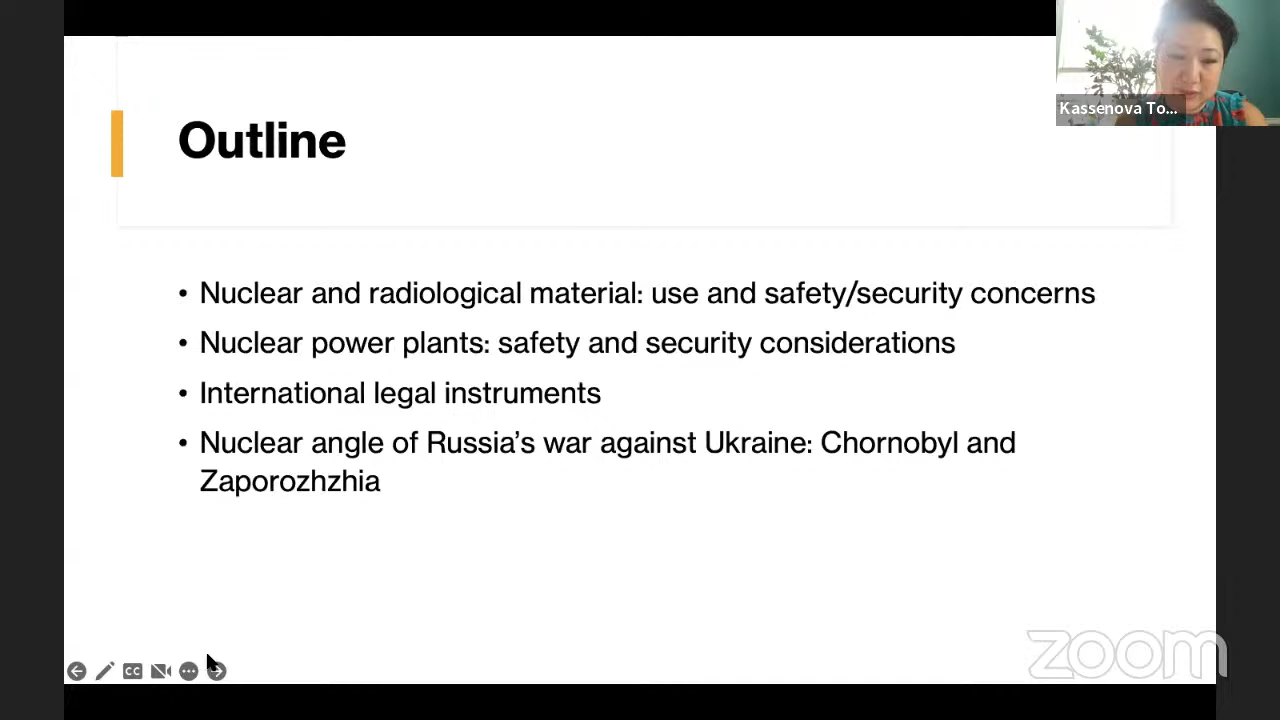 Kassenova To...
Outline
• Nuclear and radiological material: use and safety/security concerns
• Nuclear power plants: safety and security considerations
• International legal instruments
• Nuclear angle of Russia's war against Ukraine: Chornobyl and
Zaporozhzhia
CC
zoom